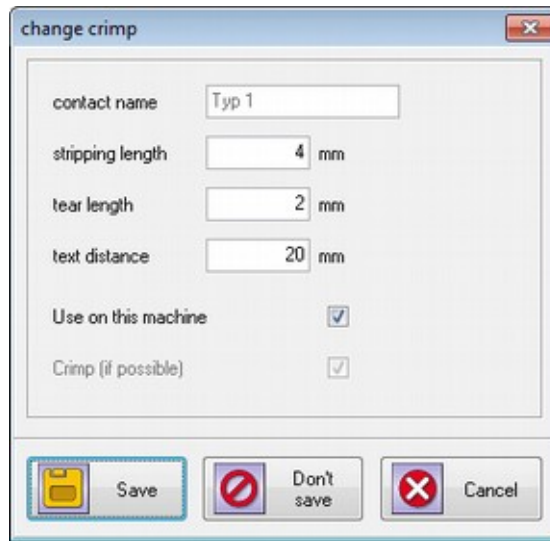 change crimp
contact name Typ 1
stripping length 4 mm
tear length 2 mm
text distance 20 mm
Use on this machine
Crimp (if possible)
Save Don't save Cancel